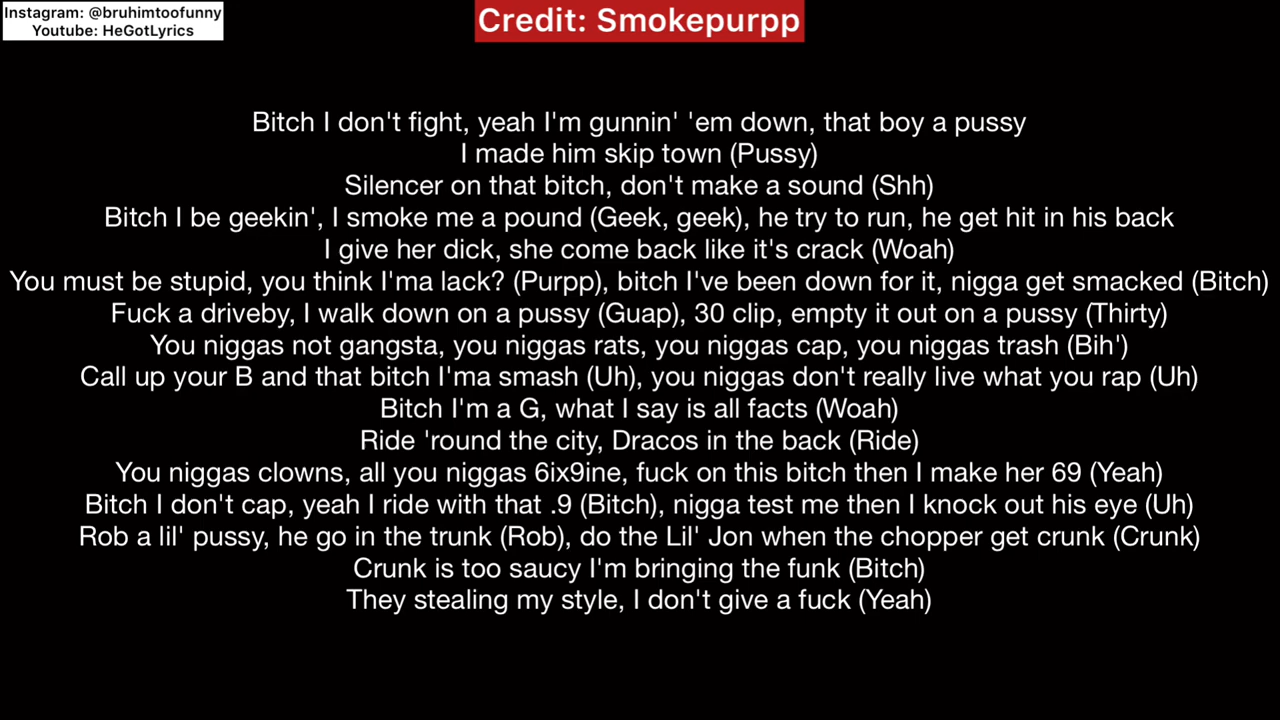 Instagram: @bruhimtoofunny
Youtube: HeGotLyrics
Credit: Smokepurpp
Bitch I don't fight, yeah I'm gunnin' 'em down, that boy a pussy
I made him skip town (Pussy)
Silencer on that bitch, don't make a sound (Shh)
Bitch I be geekin', I smoke me a pound (Geek, geek), he try to run, he get hit in his back
I give her dick, she come back like it's crack (Woah)
You must be stupid, you think I'ma lack? (Purpp), bitch I've been down for it, nigga get smacked (Bitch)
Fuck a driveby, I walk down on a pussy (Guap), 30 clip, empty it out on a pussy (Thirty)
You niggas not gangsta, you niggas rats, you niggas cap, you niggas trash (Bih')
Call up your B and that bitch I'ma smash (Uh), you niggas don't really live what you rap (Uh)
Bitch I'm a G, what I say is all facts (Woah)
Ride 'round the city, Dracos in the back (Ride)
You niggas clowns, all you niggas 6ix9ine, fuck on this bitch then I make her 69 (Yeah)
Bitch I don't cap, yeah I ride with that .9 (Bitch), nigga test me then I knock out his eye (Uh)
Rob a lil' pussy, he go in the trunk (Rob), do the Lil' Jon when the chopper get crunk (Crunk)
Crunk is too saucy I'm bringing the funk (Bitch)
They stealing my style, I don't give a fuck (Yeah)